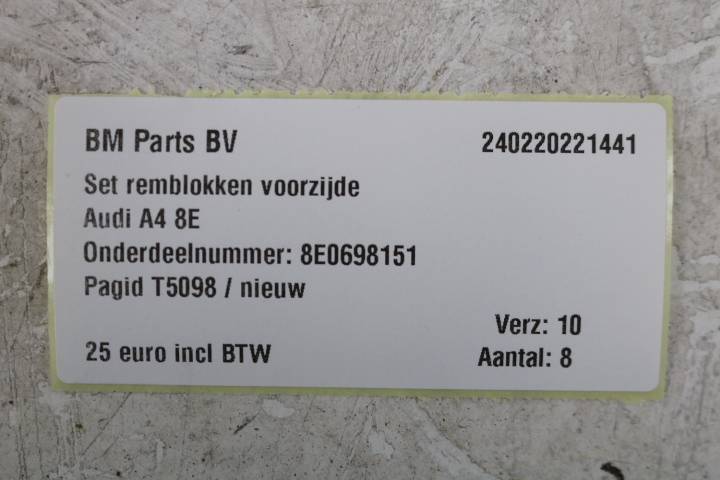 BM Parts BV 240220221441
Set remblokken voorzijde
Audi A4 8E
Onderdeelnummer: 8E0698151
Pagid T5098 / nieuw
Verz: 10
25 euro incl BTW Aantal: 8